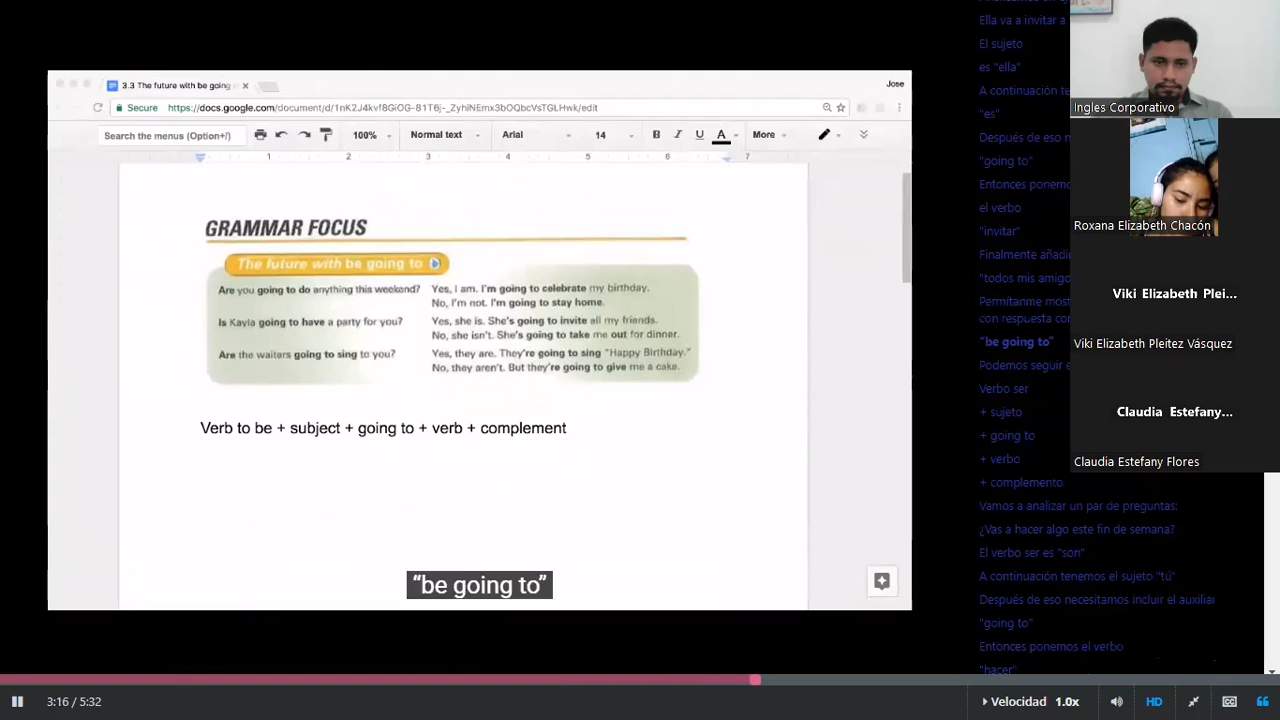 3.3 The future with be going
Jose
Secure https://docs.google.com/document/d/1nK2J4kvf8GiOG-81T6j-_ZyhiNEmx3bOQbcVsTGLHwk/edit
Search the menus (Option+/) 100% Normal text Arial 14 B I U A More
1 2 3 4 5 6 7
GRAMMAR FOCUS
The future with be going to
Are you going to do anything this weekend? Yes, I am. I'm going to celebrate my birthday.
No, I'm not. I'm going to stay home.
Is Kayla going to have a party for you? Yes, she is. She's going to invite all my friends.
No, she isn't. She's going to take me out for dinner.
Are the waiters going to sing to you? Yes, they are. They're going to sing "Happy Birthday."
No, they aren't. But they're going to give me a cake.
Verb to be + subject + going to + verb + complement
"be going to"
Ella va a invitar a
El sujeto
es "ella"
A continuación
"es"
Después de eso
"going to"
Entonces ponemos
el verbo
"invitar"
Finalmente
"todos mis
con respuesta
"be going to"
Podemos seguir
Verbo ser
+ sujeto
+ going to
+ verbo
+ complemento.
Vamos a analizar un par de preguntas:
¿Vas a hacer algo este fin de semana?
El verbo ser es "son"
A continuación tenemos el sujeto "tú"
Después de eso necesitamos incluir el auxiliar
"going to"
Entonces ponemos el verbo
"hacer"
Ingles Corporativo
Roxana Elizabeth Chacón
Viki Elizabeth Plei...
Viki Elizabeth Pleitez Vásquez
Claudia Estefany...
Claudia Estefany Flores
3:16 / 5:32
Velocidad 1.0x HD